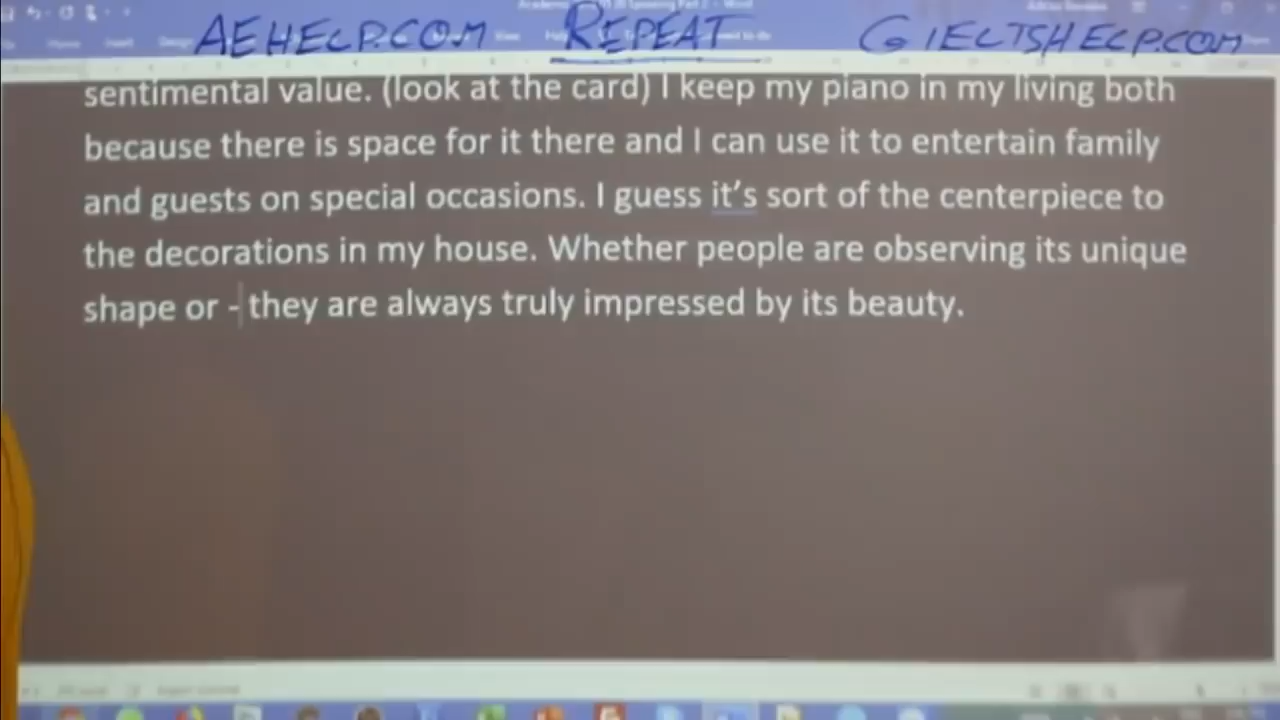 AEHELP.COM REPEAT GIELTSHELP.COM
sentimental value. (look at the card) I keep my piano in my living both
because there is space for it there and I can use it to entertain family
and guests on special occasions. I guess it's sort of the centerpiece to
the decorations in my house. Whether people are observing its unique
shape or - they are always truly impressed by its beauty.